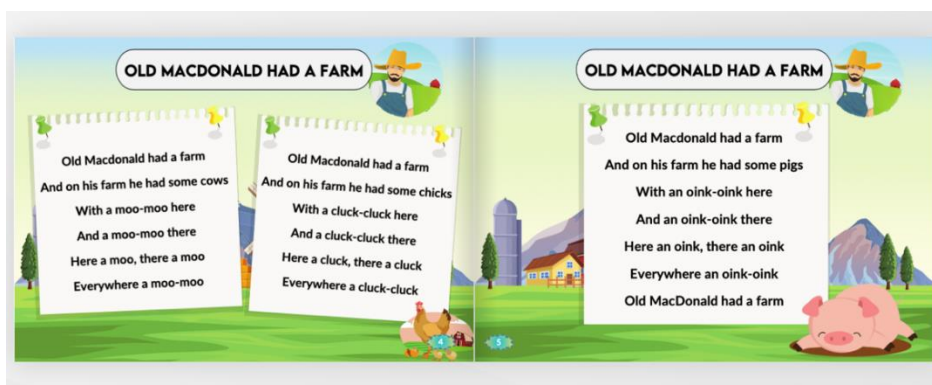 OLD MACDONALD HAD A FARM
Old Macdonald had a farm
And on his farm he had some cows
With a moo-moo here
And a moo-moo there
Here a moo, there a moo
Everywhere a moo-moo
Old Macdonald had a farm
And on his farm he had some chicks
With a cluck-cluck here
And a cluck-cluck there
Here a cluck, there a cluck
Everywhere a cluck-cluck
4
OLD MACDONALD HAD A FARM
Old Macdonald had a farm
And on his farm he had some pigs
With an oink-oink here
And an oink-oink there
Here an oink, there an oink
Everywhere an oink-oink
Old MacDonald had a farm
5